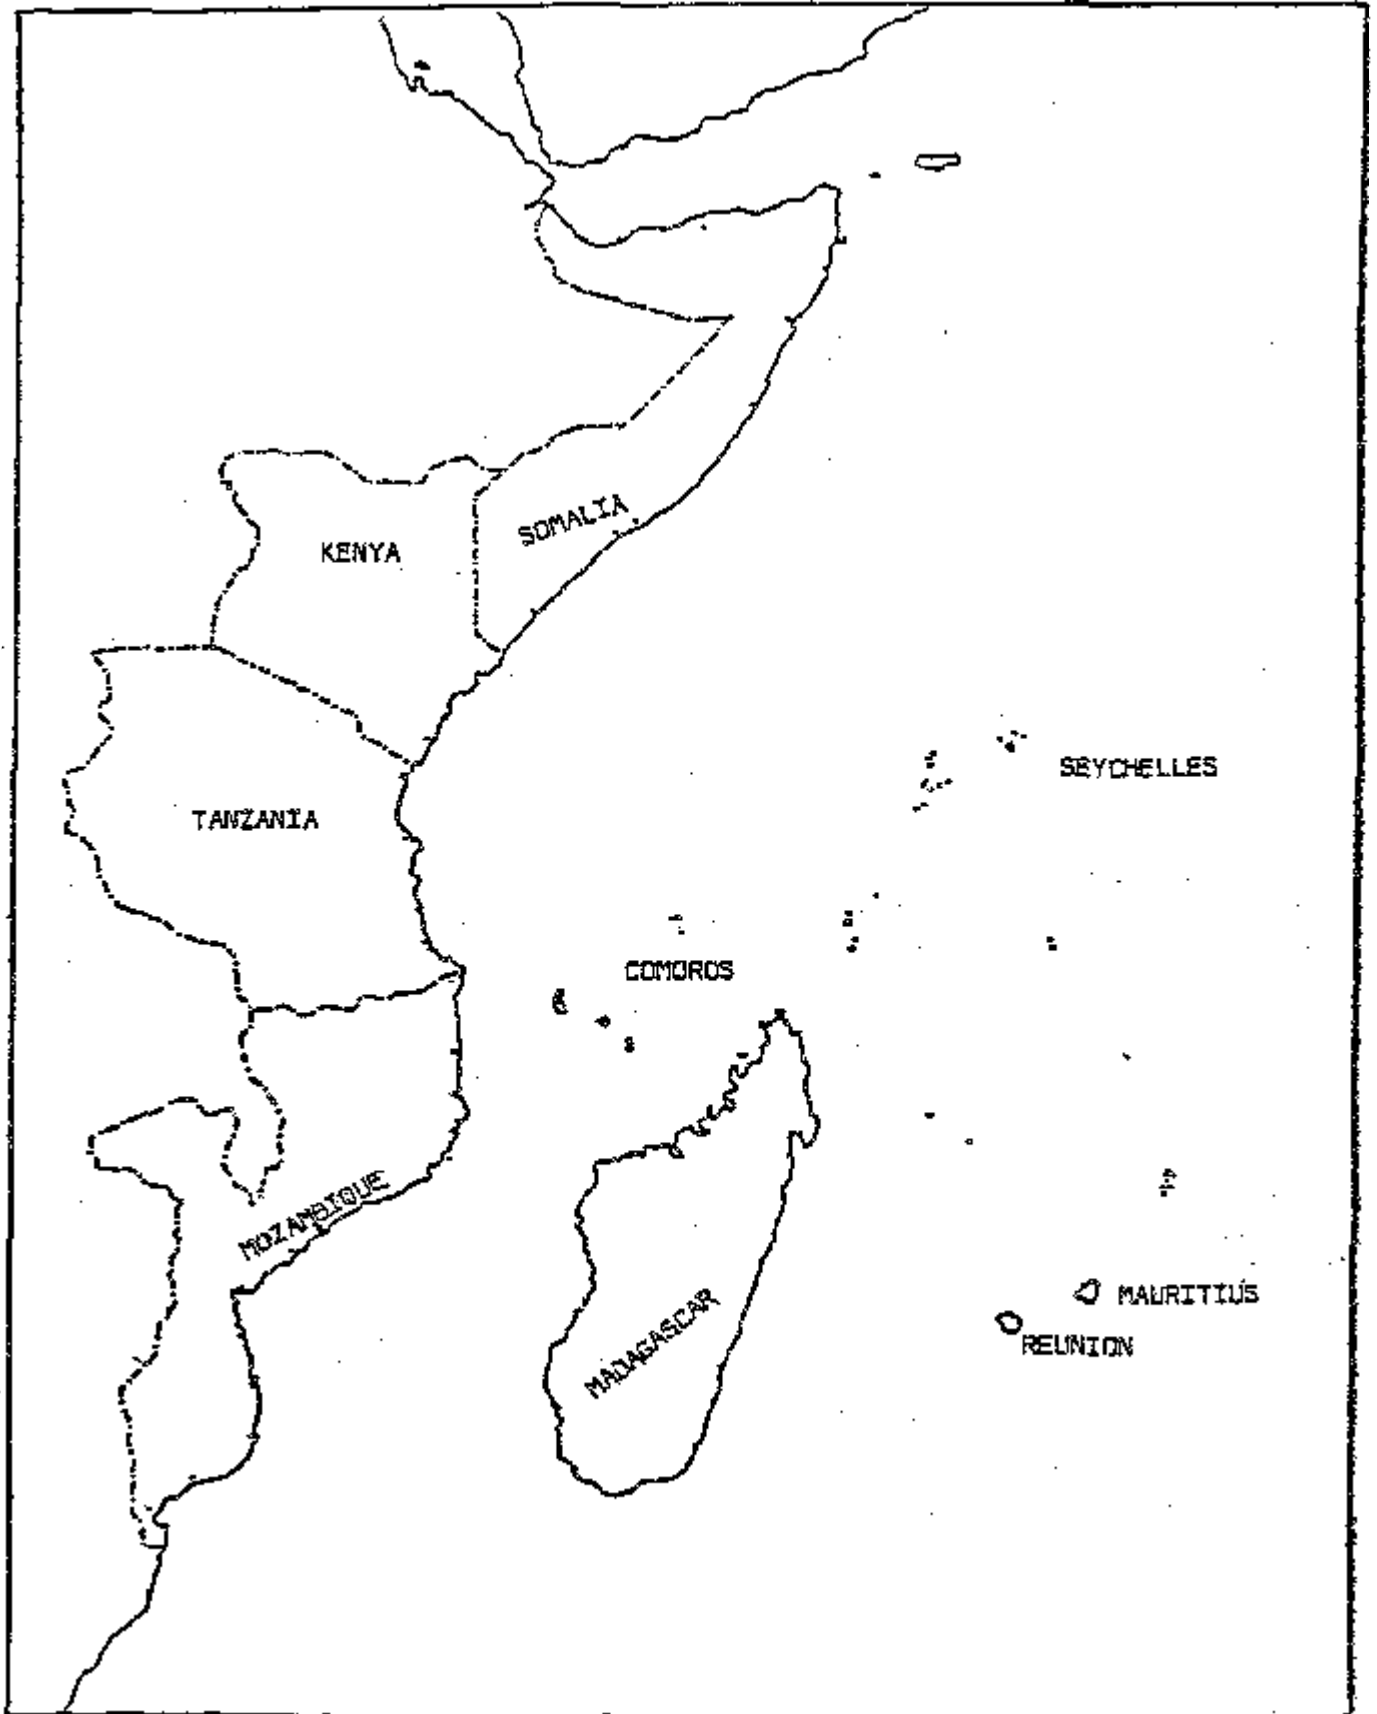 SOMALIA
KENYA
SEYCHELLES
TANZANIA
COMOROS
MOZAMBIQUE
MAURITIUS
MADAGASCAR
REUNION